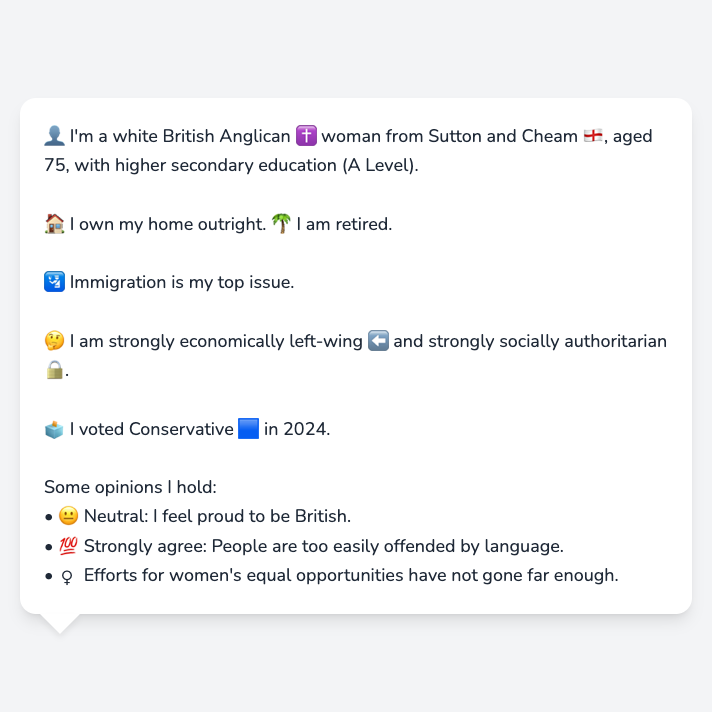 👤 I'm a white British Anglican ✝️ woman from Sutton and Cheam 🏴󠁧󠁢󠁥󠁮󠁧󠁿, aged
75, with higher secondary education (A Level).
🏠 I own my home outright. 🌴 I am retired.
🛂 Immigration is my top issue.
🤔 I am strongly economically left-wing ⬅️ and strongly socially authoritarian
🔒.
🗳️ I voted Conservative 🟦 in 2024.
Some opinions I hold:
• 😐 Neutral: I feel proud to be British.
• 💯 Strongly agree: People are too easily offended by language.
• ♀ Efforts for women's equal opportunities have not gone far enough.